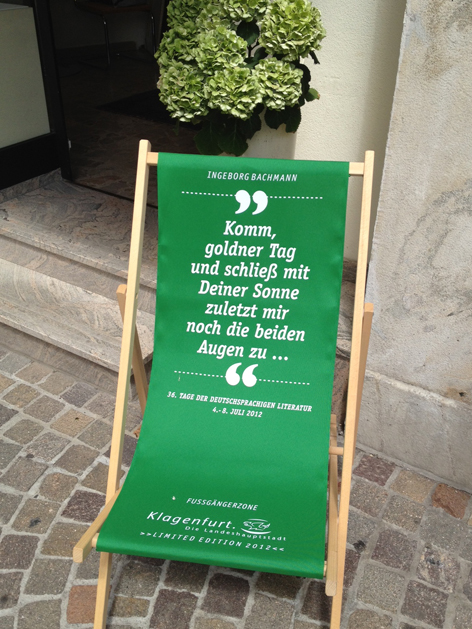 INGEBORG BACHMANN
„
Komm,
goldner Tag
und schließ mit
Deiner Sonne
zuletzt mir
noch die beiden
Augen zu ...
“
36. TAGE DER DEUTSCHSPRACHIGEN LITERATUR
4.- 8. JULI 2012
FUSSGÄNGERZONE
Klagenfurt.
Die Landeshauptstadt
>>LIMITED EDITION 2012<<